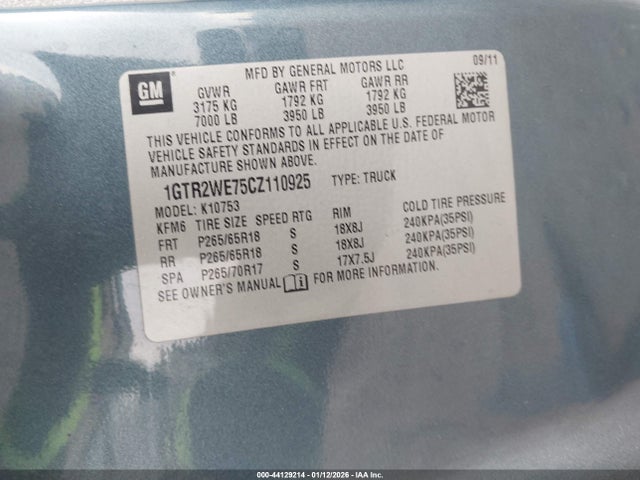 GM
MFD BY GENERAL MOTORS LLC 09/11
GVWR GAWR FRT GAWR RR
3175 KG 1792 KG 1792 KG
7000 LB 3950 LB 3950 LB
THIS VEHICLE CONFORMS TO ALL APPLICABLE U.S. FEDERAL MOTOR
VEHICLE SAFETY STANDARDS IN EFFECT ON THE DATE OF
MANUFACTURE SHOWN ABOVE.
1GTR2WE75CZ110925 TYPE: TRUCK
MODEL: K10753
KFM6 TIRE SIZE SPEED RTG RIM COLD TIRE PRESSURE
FRT P265/65R18 S 18X8J 240KPA(35PSI)
RR P265/65R18 S 18X8J 240KPA(35PSI)
SPA P265/70R17 S 17X7.5J 240KPA(35PSI)
SEE OWNER'S MANUAL FOR MORE INFORMATION.
000-44129214 - 01/12/2026 - IAAI, Inc.